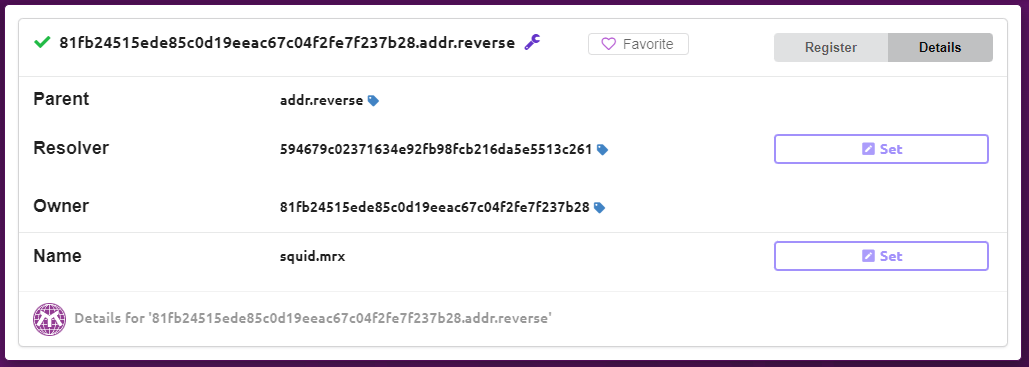 81fb24515ede85c0d19eeac67c04f2fe7f237b28.addr.reverse Favorite Register Details
Parent addr.reverse
Resolver 594679c02371634e92fb98fcb216da5e5513c261 Set
Owner 81fb24515ede85c0d19eeac67c04f2fe7f237b28
Name squid.mrx Set
Details for '81fb24515ede85c0d19eeac67c04f2fe7f237b28.addr.reverse'